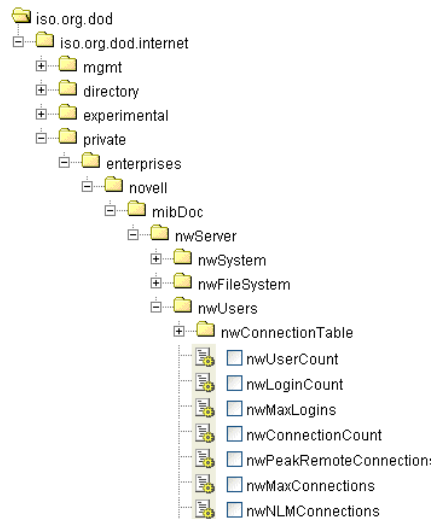 iso.org.dod
iso.org.dod.internet
mgmt
directory
experimental
private
enterprises
novell
mibDoc
nwServer
nwSystem
nwFileSystem
nwUsers
nwConnectionTable
nwUserCount
nwLoginCount
nwMaxLogins
nwConnectionCount
nwPeakRemoteConnections
nwMaxConnections
nwNLMConnections